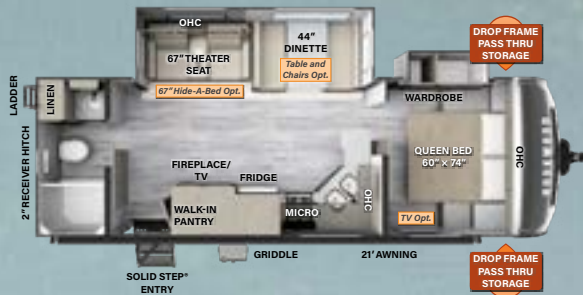 OHC
67" THEATER
SEAT
67" Hide-A-Bed Opt.
44"
DINETTE
Table and
Chairs Opt.
DROP FRAME
PASS THRU
STORAGE
LADDER
LINEN
WARDROBE
2" RECEIVER HITCH
QUEEN BED
60" x 74"
OHC
FIREPLACE/
TV
FRIDGE
WALK-IN
PANTRY
MICRO
OHC
TV Opt.
SOLID STEP®
ENTRY
GRIDDLE
21' AWNING
DROP FRAME
PASS THRU
STORAGE